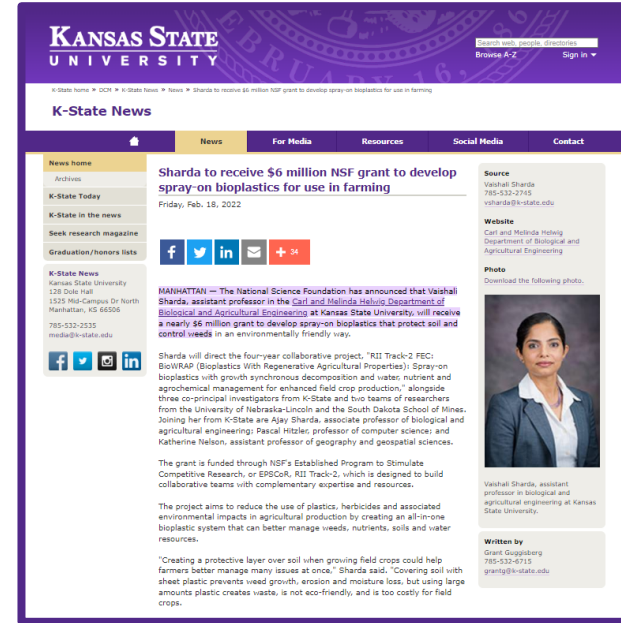 KANSAS STATE
UNIVERSITY
Search web, people, directories
Browse A-Z
Sign in
K-State home » DCM » K-State News » News » Sharda to receive $6 million NSF grant to develop spray-on bioplastics for use in farming
K-State News
News
For Media
Resources
Social Media
Contact
News home
Archives
K-State Today
K-State in the news
Seek research magazine
Graduation/honors lists
K-State News
Kansas State University
128 Dole Hall
1525 Mid-Campus Dr North
Manhattan, KS 66506
785-532-2535
media@k-state.edu
Sharda to receive $6 million NSF grant to develop
spray-on bioplastics for use in farming
Friday, Feb. 18, 2022
34
MANHATTAN — The National Science Foundation has announced that Vaishali
Sharda, assistant professor in the Carl and Melinda Helwig Department of
Biological and Agricultural Engineering at Kansas State University, will receive
a nearly $6 million grant to develop spray-on bioplastics that protect soil and
control weeds in an environmentally friendly way.
Sharda will direct the four-year collaborative project, "RII Track-2 FEC:
BioWRAP (Bioplastics With Regenerative Agricultural Properties): Spray-on
bioplastics with growth synchronous decomposition and water, nutrient and
agrochemical management for enhanced field crop production," alongside
three co-principal investigators from K-State and two teams of researchers
from the University of Nebraska-Lincoln and the South Dakota School of Mines.
Joining her from K-State are Ajay Sharda, associate professor of biological and
agricultural engineering; Pascal Hitzler, professor of computer science; and
Katherine Nelson, assistant professor of geography and geospatial sciences.
The grant is funded through NSF's Established Program to Stimulate
Competitive Research, or EPSCoR, RII Track-2, which is designed to build
collaborative teams with complementary expertise and resources.
The project aims to reduce the use of plastics, herbicides and associated
environmental impacts in agricultural production by creating an all-in-one
bioplastic system that can better manage weeds, nutrients, soils and water
resources.
"Creating a protective layer over soil when growing field crops could help
farmers better manage many issues at once," Sharda said. "Covering soil with
sheet plastic prevents weed growth, erosion and moisture loss, but using large
amounts plastic creates waste, is not eco-friendly, and is too costly for field
crops.
Source
Vaishali Sharda
785-532-2745
vsharda@k-state.edu
Website
Carl and Melinda Helwig
Department of Biological and
Agricultural Engineering
Photo
Download the following photo.
Vaishali Sharda, assistant
professor in biological and
agricultural engineering at Kansas
State University.
Written by
Grant Guggisberg
785-532-6715
grantg@k-state.edu